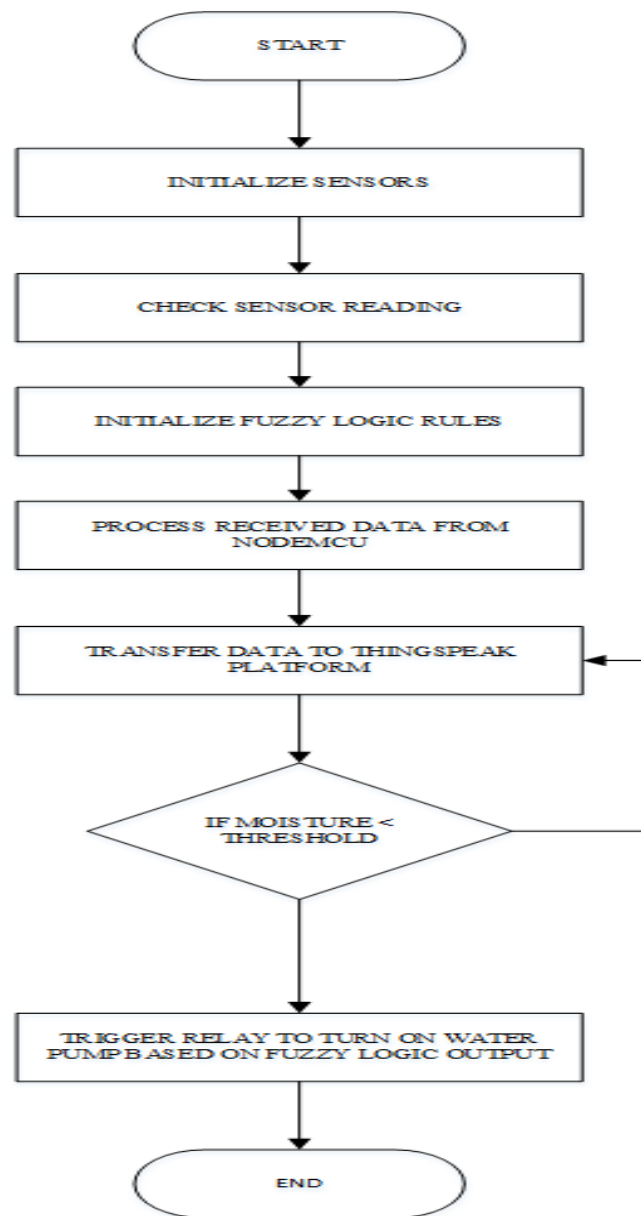 START
INITIALIZE SENSORS
CHECK SENSOR READING
INITIALIZE FUZZY LOGIC RULES
PROCESS RECEIVED DATA FROM
NODEMCU
TRANSFER DATA TO THINGSPEAK
PLATFORM
IF MOISTURE <
THRESHOLD
TRIGGER RELAY TO TURN ON WATER
PUMP BASED ON FUZZY LOGIC OUTPUT
END